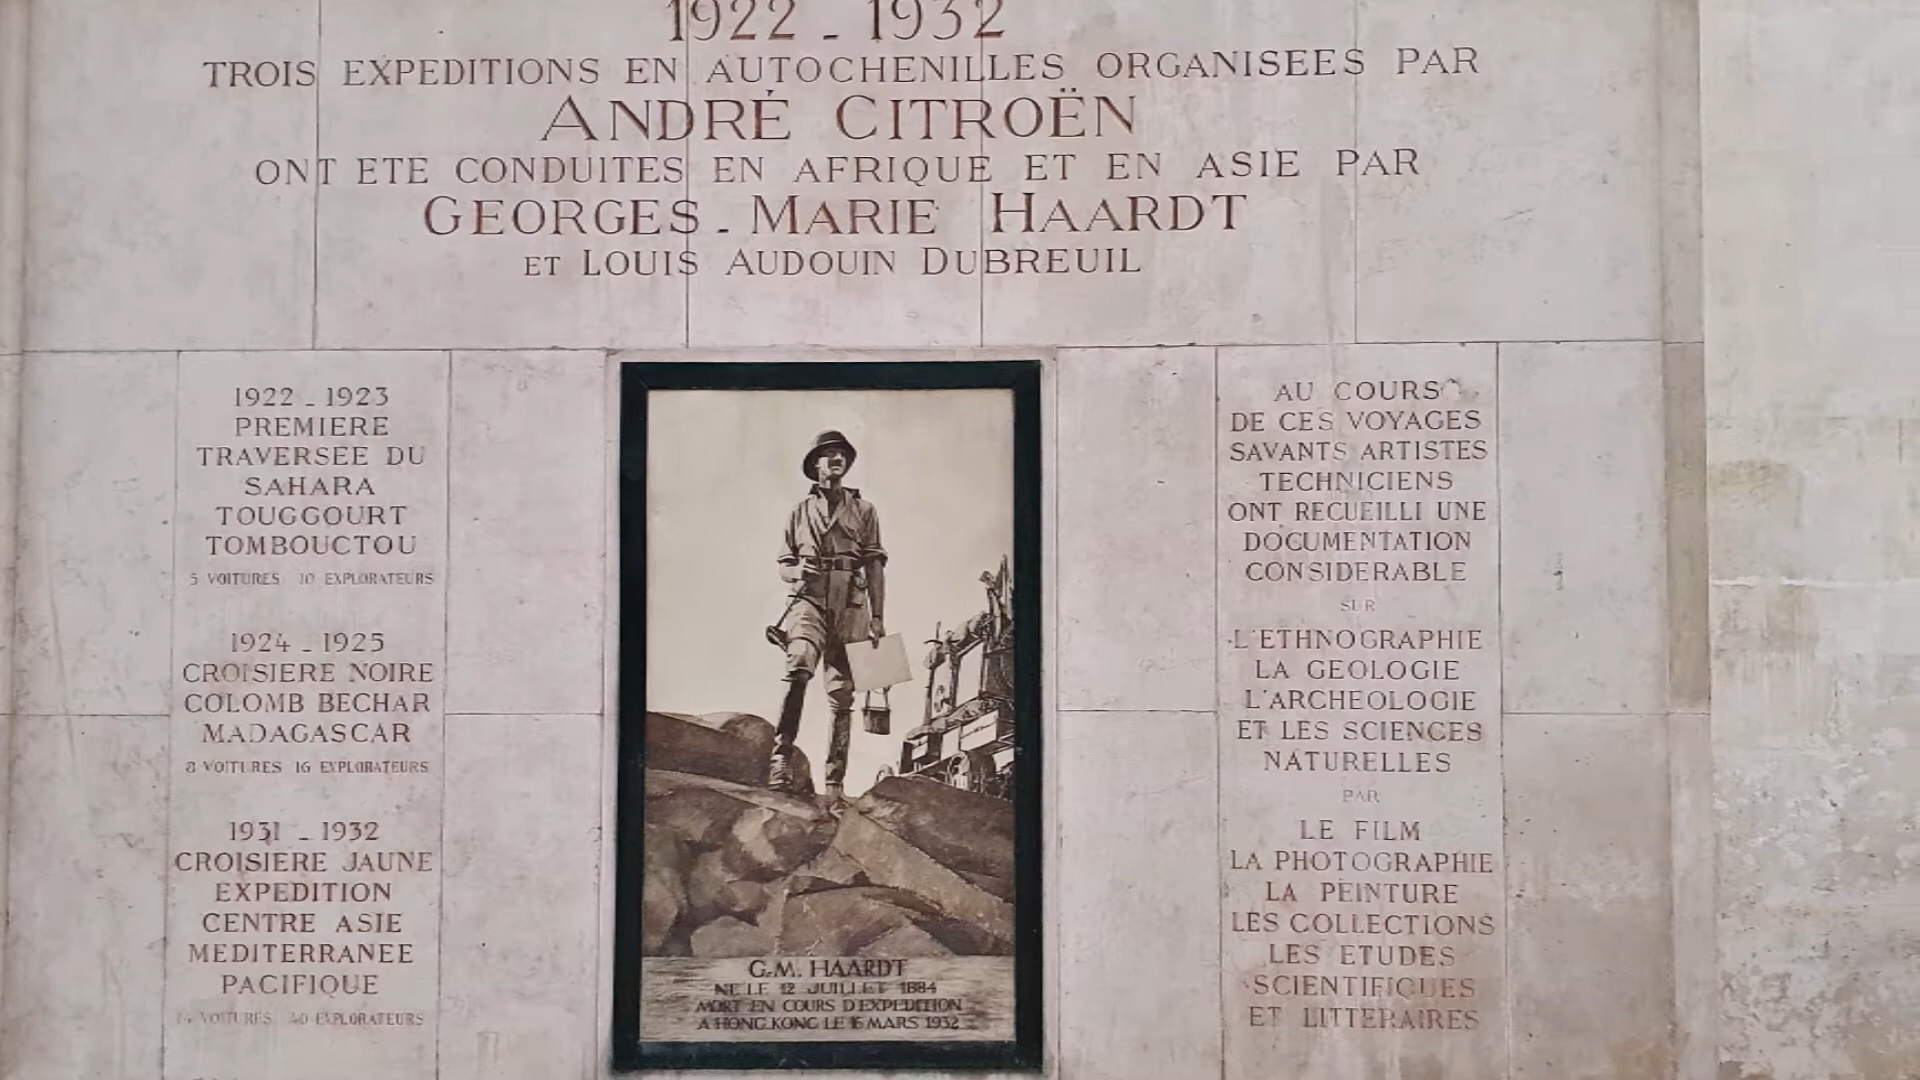 1922 - 1932
TROIS EXPEDITIONS EN AUTOCHENILLES ORGANISEES PAR
ANDRÉ CITROËN
ONT ETE CONDUITES EN AFRIQUE ET EN ASIE PAR
GEORGES - MARIE HAARDT
ET LOUIS AUDOUIN DUBREUIL
1922 - 1923
PREMIERE
TRAVERSEE DU
SAHARA
TOUGGOURT
TOMBOUCTOU
5 VOITURES 10 EXPLORATEURS
1924 - 1925
CROISIERE NOIRE
COLOMB BECHAR
MADAGASCAR
8 VOITURES 16 EXPLORATEURS
1931 - 1932
CROISIERE JAUNE
EXPEDITION
CENTRE ASIE
MEDITERRANEE
PACIFIQUE
14 VOITURES 40 EXPLORATEURS
G.M. HAARDT
NE LE 12 JUILLET 1884
MORT EN COURS D'EXPEDITION
A HONG.KONG LE 16 MARS 1932
AU COURS
DE CES VOYAGES
SAVANTS ARTISTES
TECHNICIENS
ONT RECUEILLI UNE
DOCUMENTATION
CONSIDERABLE
SUR
L'ETHNOGRAPHIE
LA GEOLOGIE
L'ARCHEOLOGIE
ET LES SCIENCES
NATURELLES
PAR
LE FILM
LA PHOTOGRAPHIE
LA PEINTURE
LES COLLECTIONS
LES ETUDES
SCIENTIFIQUES
ET LITTERAIRES